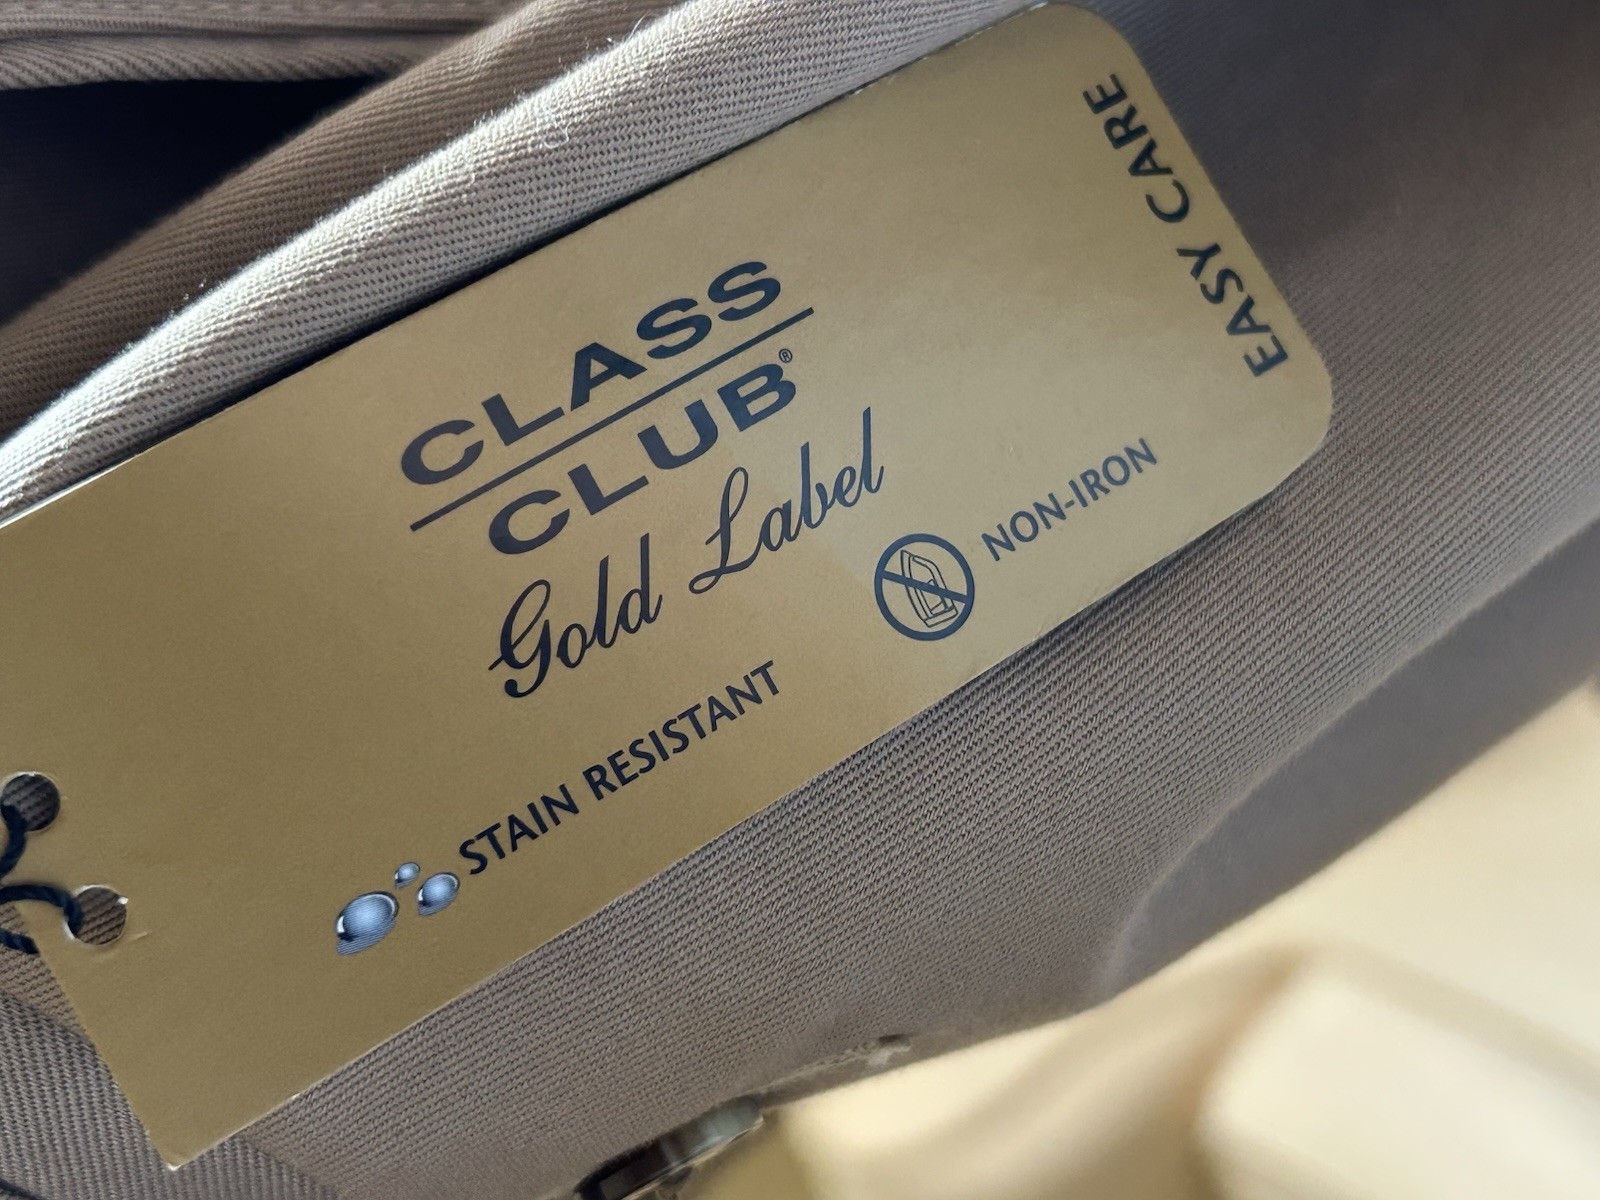 CLASS
CLUB®
Gold Label
STAIN RESISTANT
NON-IRON
EASY CARE